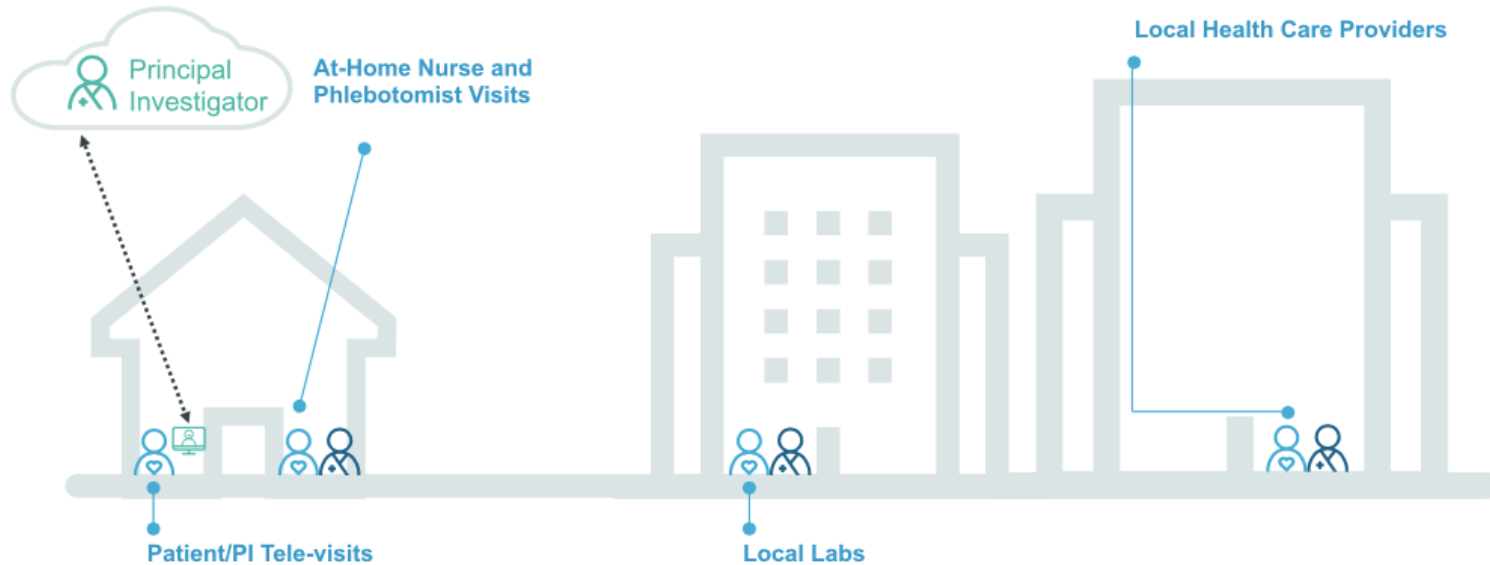 Principal
Investigator
At-Home Nurse and
Phlebotomist Visits
Local Health Care Providers
Patient/PI Tele-visits
Local Labs